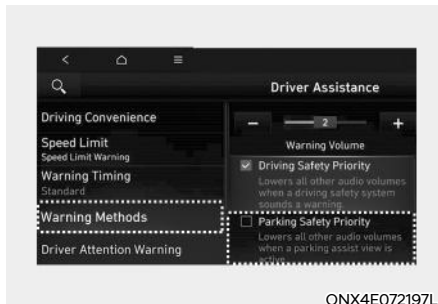 Driver Assistance
Driving Convenience
Speed Limit
Speed Limit Warning
Warning Timing
Standard
Warning Methods
Driver Attention Warning
− 2 +
Warning Volume
Driving Safety Priority
Lowers all other audio volumes
when a driving safety system
sounds a warning.
Parking Safety Priority
Lowers all other audio volumes
when a parking assist view is
active.
ONX4E072197L